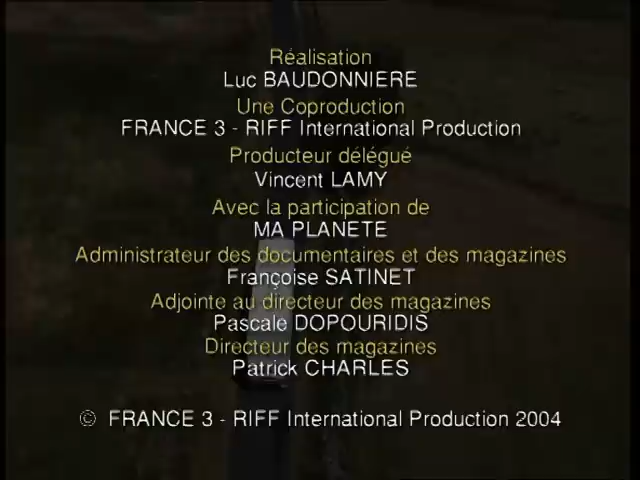 Réalisation
Luc BAUDONNIERE
Une Coproduction
FRANCE 3 - RIFF International Production
Producteur délégué
Vincent LAMY
Avec la participation de
MA PLANETE
Administrateur des documentaires et des magazines
Françoise SATINET
Adjointe au directeur des magazines
Pascale DOPOURIDIS
Directeur des magazines
Patrick CHARLES
© FRANCE 3 - RIFF International Production 2004